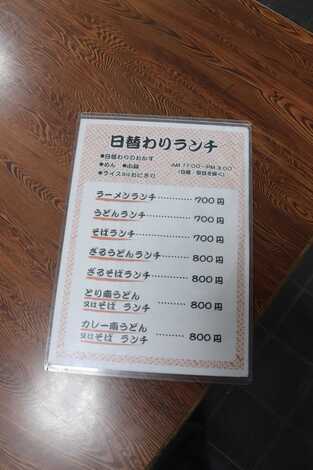 日替わりランチ
●日替わりのおかず
●めん ●小鉢 AM 11:00～PM 3:00
●ライス又はおにぎり (日曜・祭日を除く)
ラーメンランチ………… 700円
うどんランチ………… 700円
そばランチ………… 700円
ざるうどんランチ………… 800円
ざるそばランチ………… 800円
とり南うどん
又はそば ランチ ………… 800円
カレー南うどん
又はそば ランチ ………… 800円